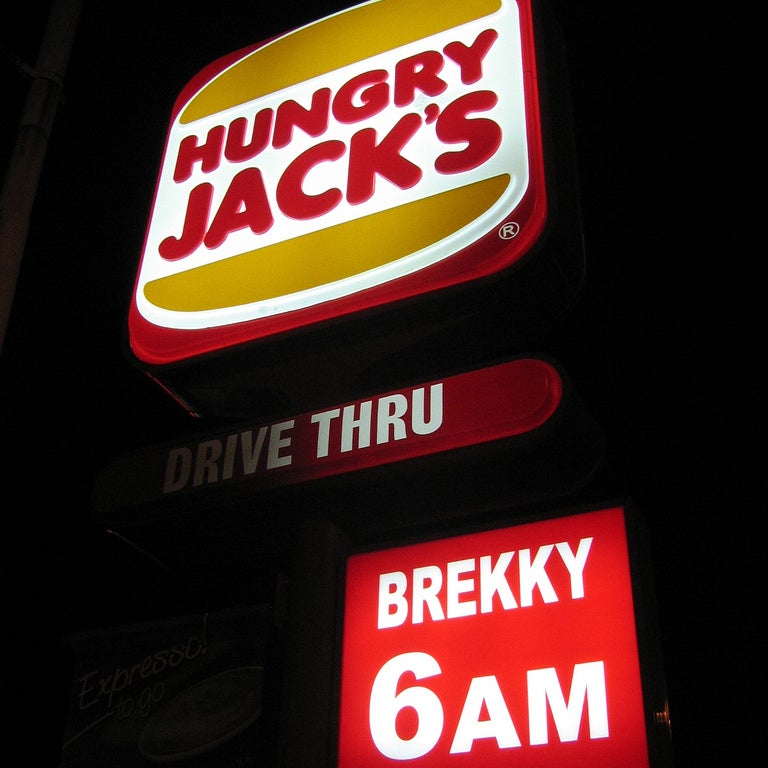 HUNGRY
JACK'S
®
DRIVE THRU
BREKKY
6AM
Expresso!
to go